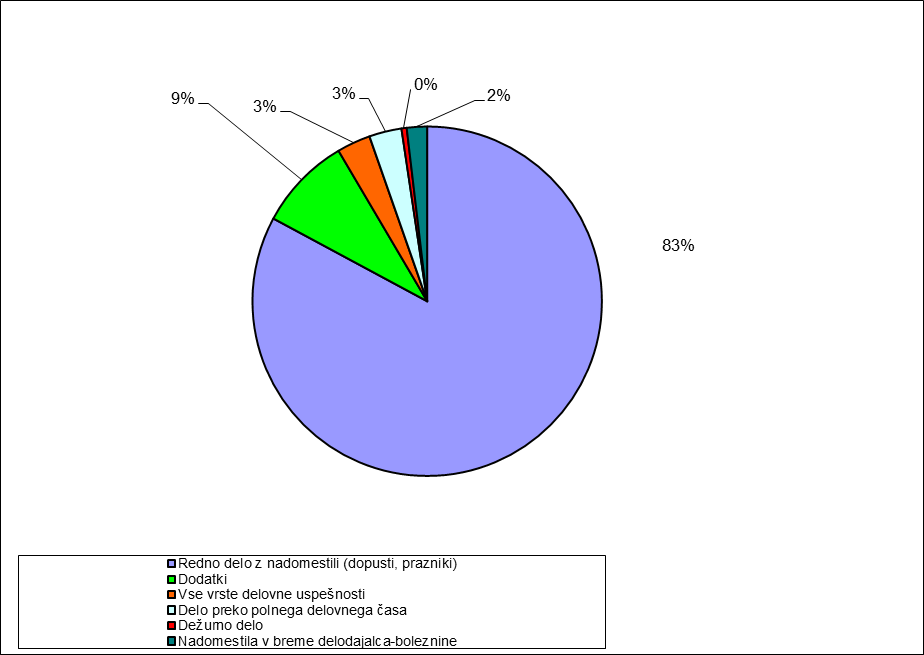 9%
3%
3%
0%
2%
83%
Redno delo z nadomestili (dopusti, prazniki)
Dodatki
Vse vrste delovne uspešnosti
Delo preko polnega delovnega časa
Dežurno delo
Nadomestila v breme delodajalca-boleznine